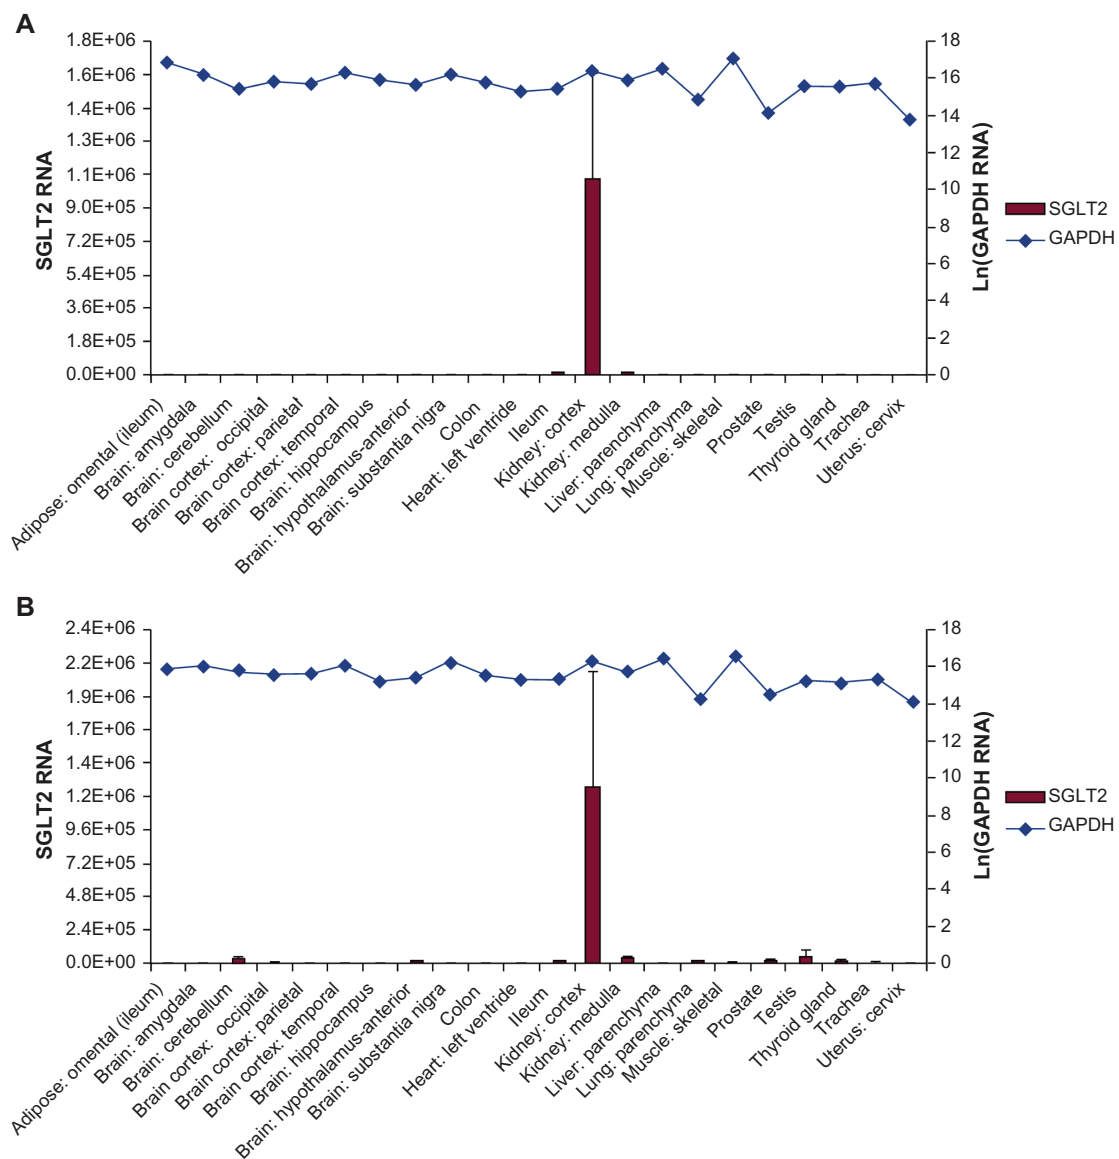 A
1.8E+06
1.6E+06
1.4E+06
1.3E+06
1.1E+06
9.0E+05
7.2E+05
5.4E+05
3.6E+05
1.8E+05
0.0E+00
SGLT2 RNA
18
16
14
12
10
8
6
4
2
0
Ln(GAPDH RNA)
SGLT2
GAPDH
Adipose: omental (ileum)
Brain: amygdala
Brain: cerebellum
Brain cortex: occipital
Brain cortex: parietal
Brain cortex: temporal
Brain: hippocampus
Brain: hypothalamus-anterior
Brain: substantia nigra
Colon
Heart: left ventride
Ileum
Kidney: cortex
Kidney: medulla
Liver: parenchyma
Lung: parenchyma
Muscle: skeletal
Prostate
Testis
Thyroid gland
Trachea
Uterus: cervix
B
2.4E+06
2.2E+06
1.9E+06
1.7E+06
1.4E+06
1.2E+06
9.6E+05
7.2E+05
4.8E+05
2.4E+05
0.0E+00
SGLT2 RNA
18
16
14
12
10
8
6
4
2
0
Ln(GAPDH RNA)
SGLT2
GAPDH
Adipose: omental (ileum)
Brain: amygdala
Brain: cerebellum
Brain cortex: occipital
Brain cortex: parietal
Brain cortex: temporal
Brain: hippocampus
Brain: hypothalamus-anterior
Brain: substantia nigra
Colon
Heart: left ventride
Ileum
Kidney: cortex
Kidney: medulla
Liver: parenchyma
Lung: parenchyma
Muscle: skeletal
Prostate
Testis
Thyroid gland
Trachea
Uterus: cervix